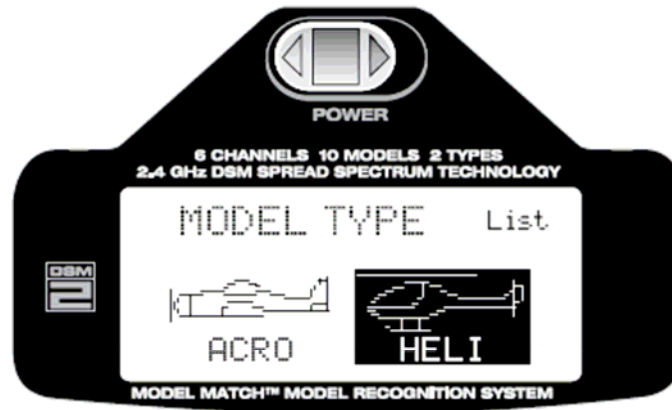 POWER
6 CHANNELS 10 MODELS 2 TYPES
2.4 GHz DSM SPREAD SPECTRUM TECHNOLOGY
MODEL TYPE List
DSM
2
ACRO HELI
MODEL MATCH™ MODEL RECOGNITION SYSTEM